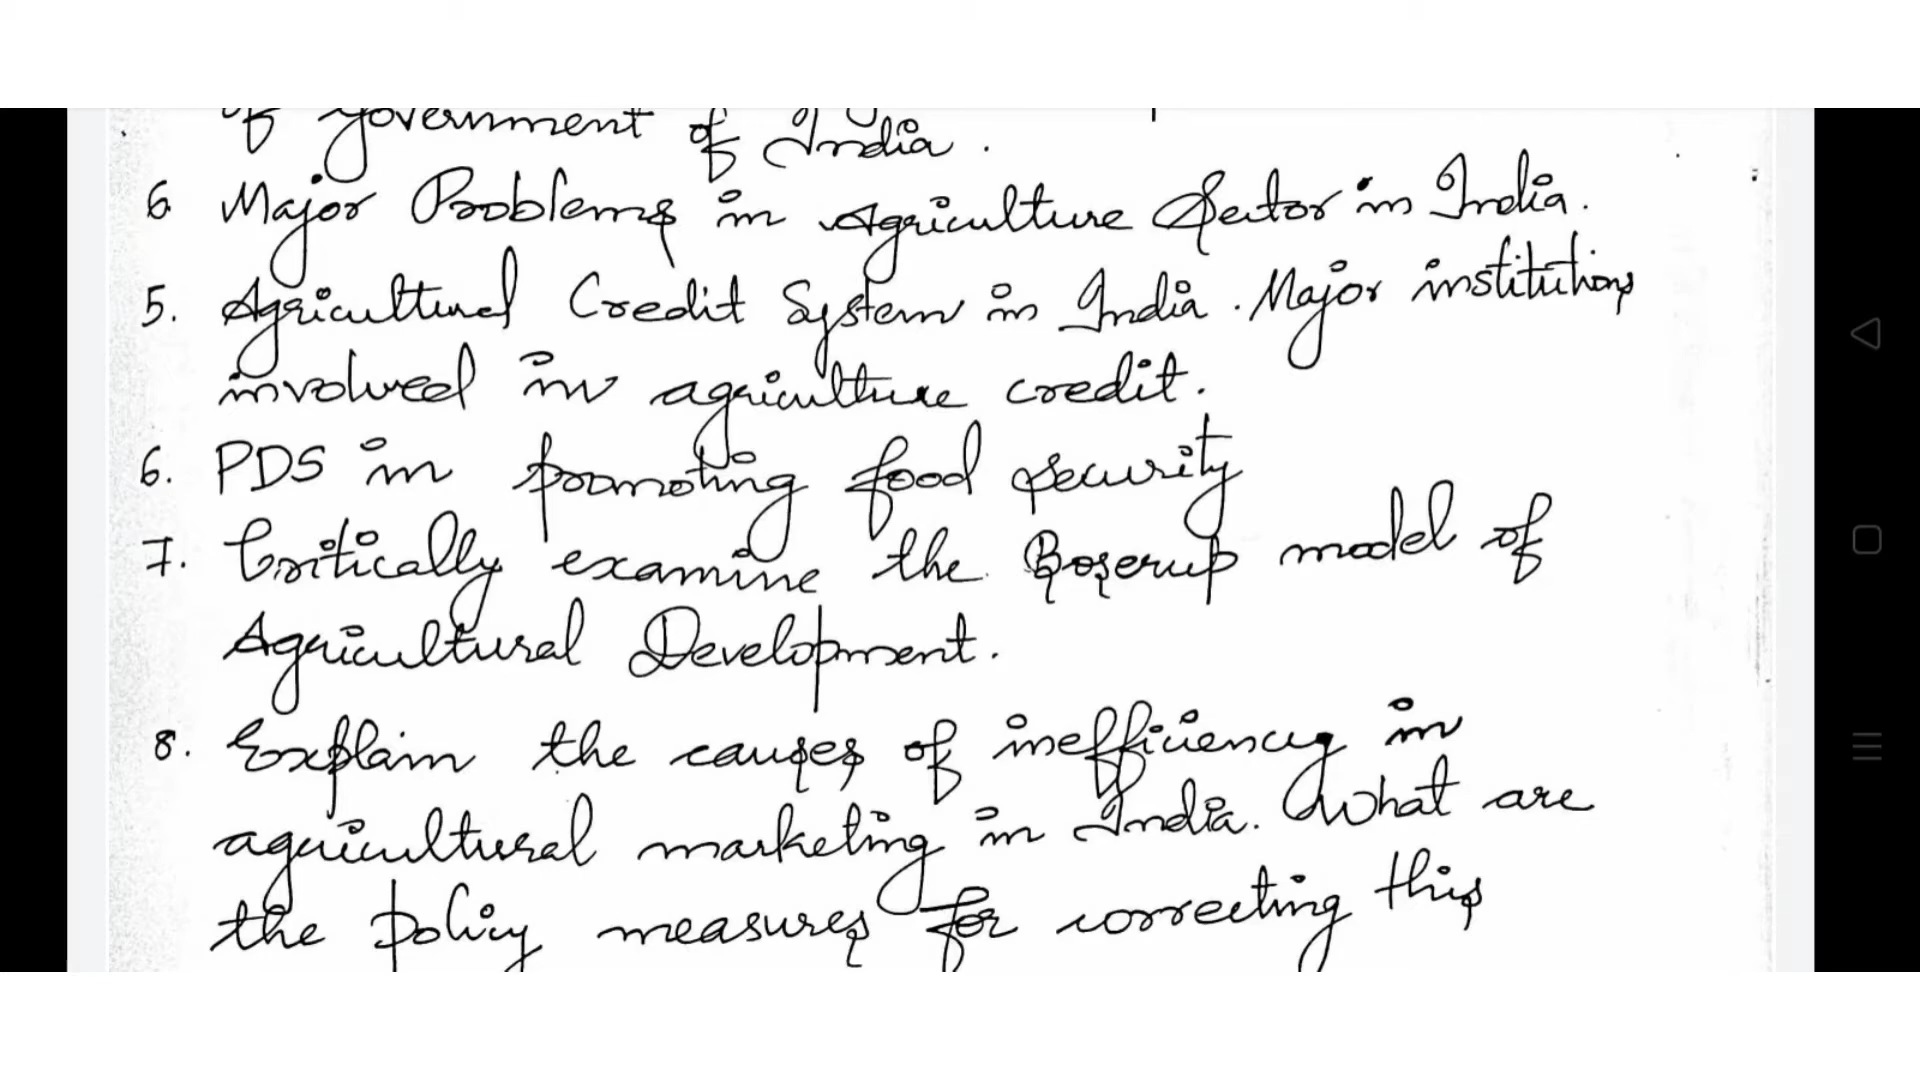 of government of India.
6 Major Problems in Agriculture Sector in India.
5. Agricultural Credit System in India. Major institutions
involved in agriculture credit.
6. PDS in promoting food security
7. Critically examine the Boserup model of
Agricultural Development.
8. Explain the causes of inefficiency in
agricultural marketing in India. What are
the policy measures for correcting this